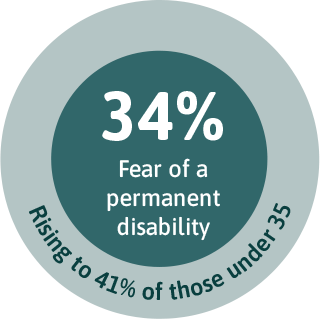 34%
Fear of a
permanent
disability
Rising to 41% of those under 35